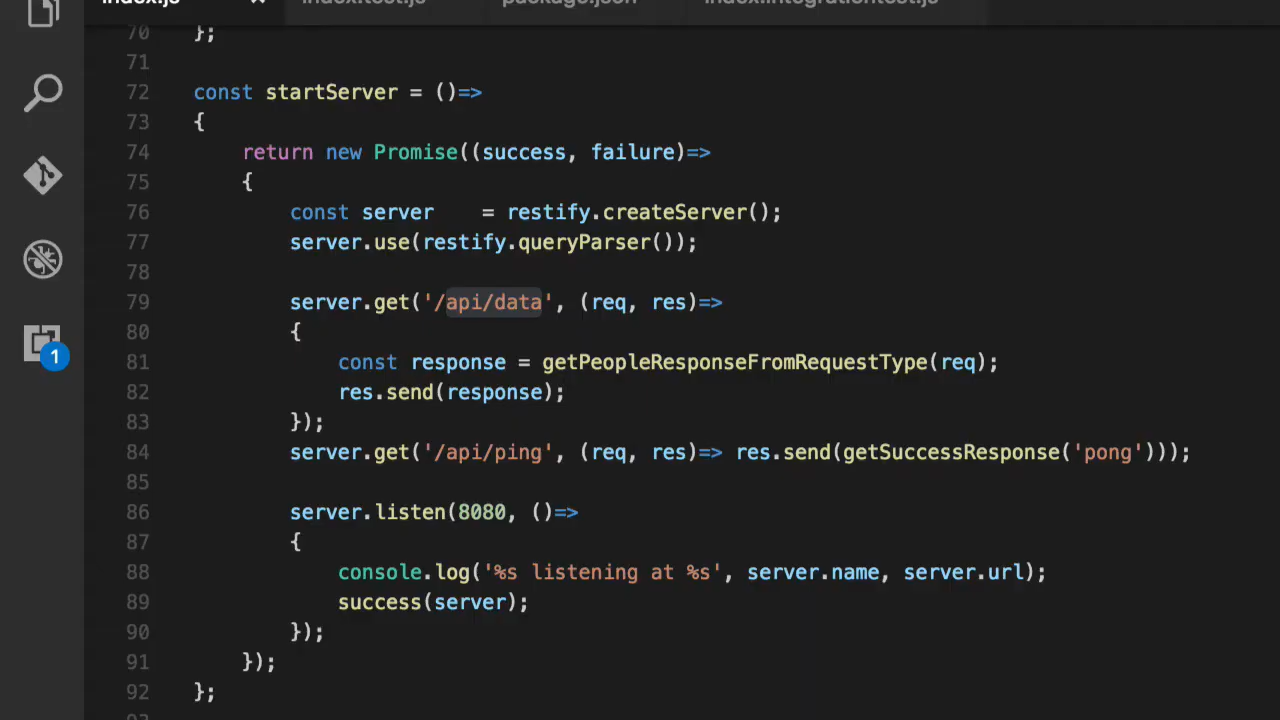 index.js index.test.js package.json index.integrationtest.js
70 };
71
72 const startServer = ()=>
73 {
74 return new Promise((success, failure)=>
75 {
76 const server    = restify.createServer();
77 server.use(restify.queryParser());
78
79 server.get('/api/data', (req, res)=>
80 {
81 const response = getPeopleResponseFromRequestType(req);
82 res.send(response);
83 });
84 server.get('/api/ping', (req, res)=> res.send(getSuccessResponse('pong')));
85
86 server.listen(8080, ()=>
87 {
88 console.log('%s listening at %s', server.name, server.url);
89 success(server);
90 });
91 });
92 };
1